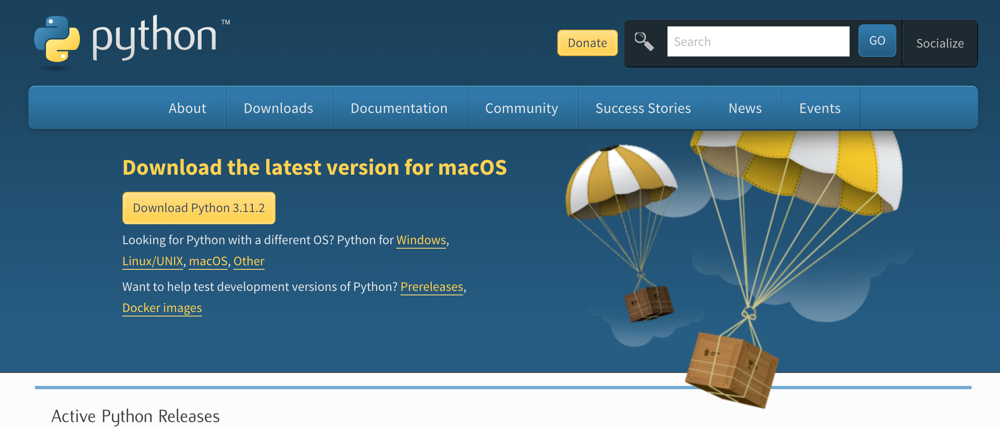 python™
Donate
Search
GO
Socialize
About
Downloads
Documentation
Community
Success Stories
News
Events
Download the latest version for macOS
Download Python 3.11.2
Looking for Python with a different OS? Python for Windows,
Linux/UNIX, macOS, Other
Want to help test development versions of Python? Prereleases,
Docker images
Active Python Releases